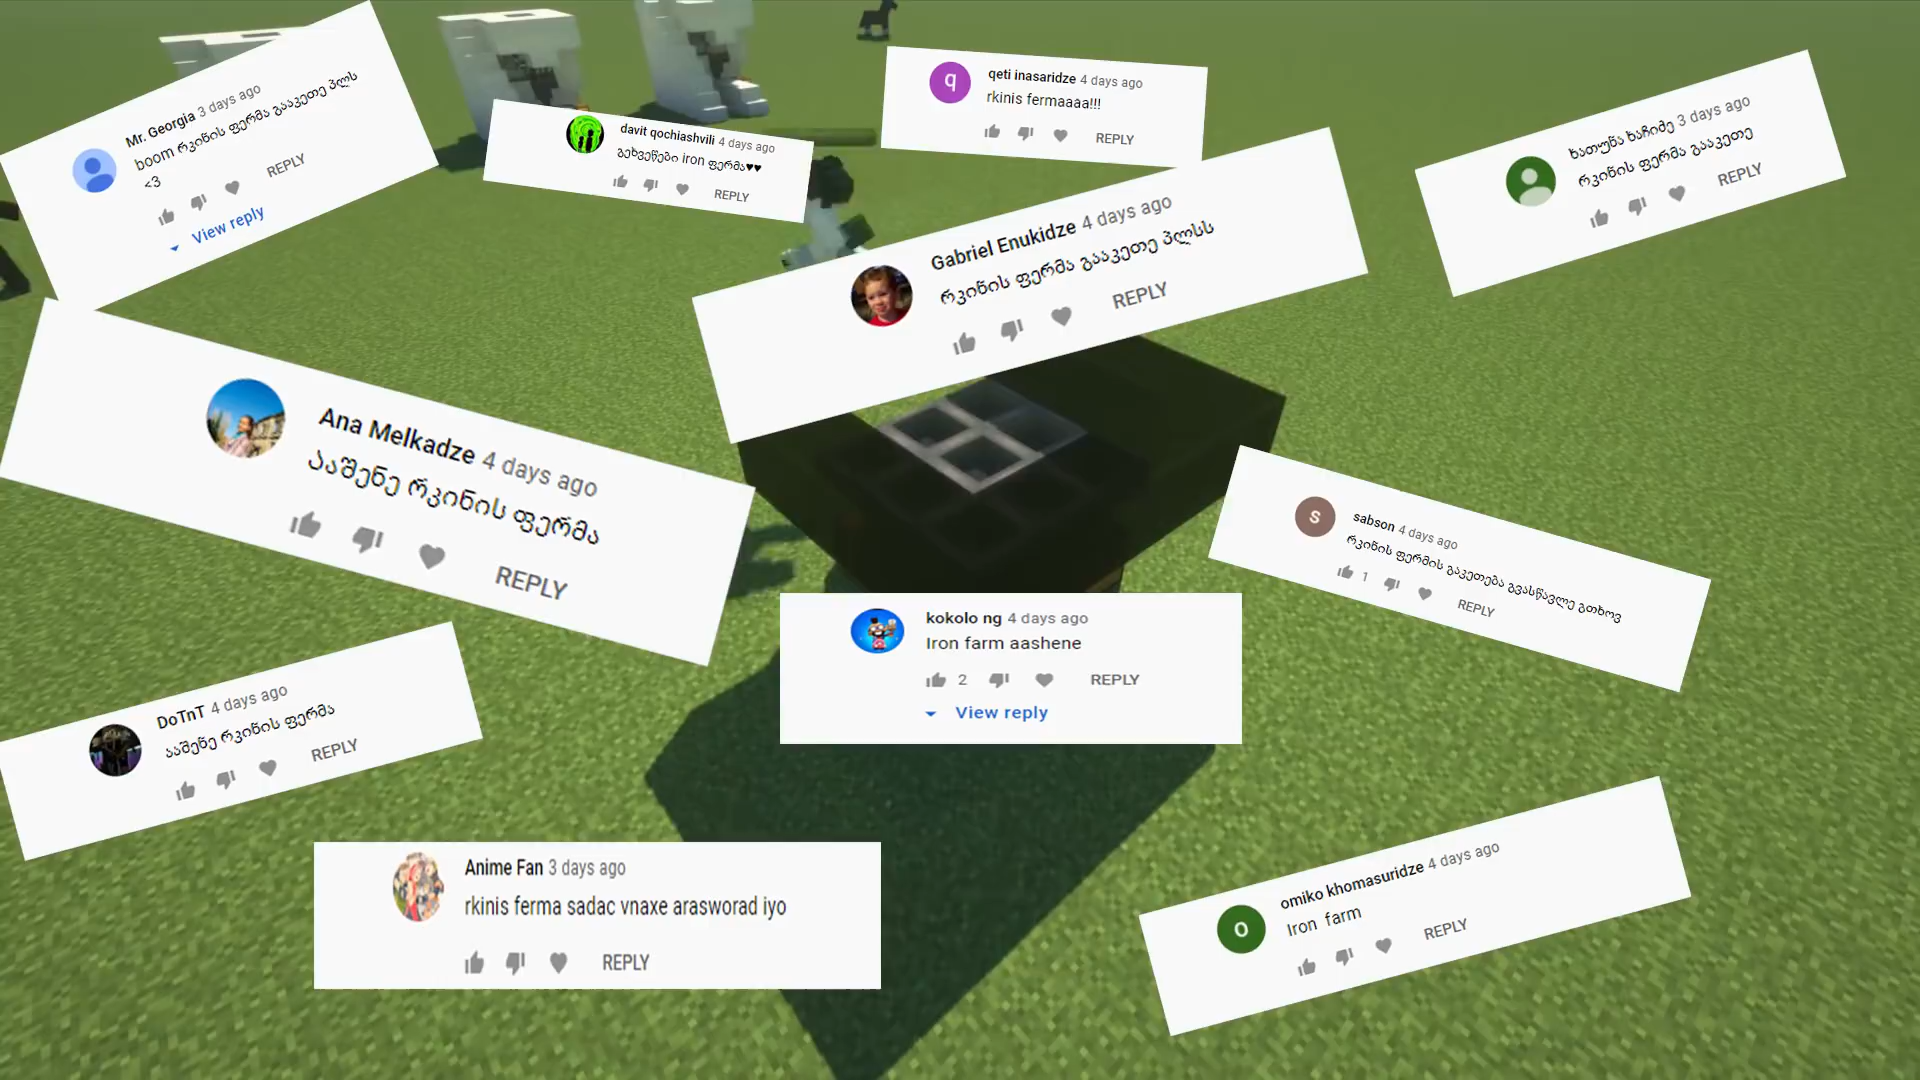 Mr. Georgia 3 days ago
boom რკინის ფერმა გააკეთე პლს
<3
REPLY
View reply
davit qochiashvili 4 days ago
გეხვეწები iron ფერმა♥♥
REPLY
q
qeti inasaridze 4 days ago
rkinis fermaaaa!!!
REPLY
Gabriel Enukidze 4 days ago
რკინის ფერმა გააკეთე პლსს
REPLY
ხათუნა ხაჩიძე 3 days ago
რკინის ფერმა გააკეთე
REPLY
Ana Melkadze 4 days ago
ააშენე რკინის ფერმა
REPLY
s
sabson 4 days ago
რკინის ფერმის გაკეთება გვასწავლე გთხოვ
1
REPLY
kokolo ng 4 days ago
Iron farm aashene
2
REPLY
View reply
DoTnT 4 days ago
ააშენე რკინის ფერმა
REPLY
Anime Fan 3 days ago
rkinis ferma sadac vnaxe arasworad iyo
REPLY
o
omiko khomasuridze 4 days ago
Iron farm
REPLY